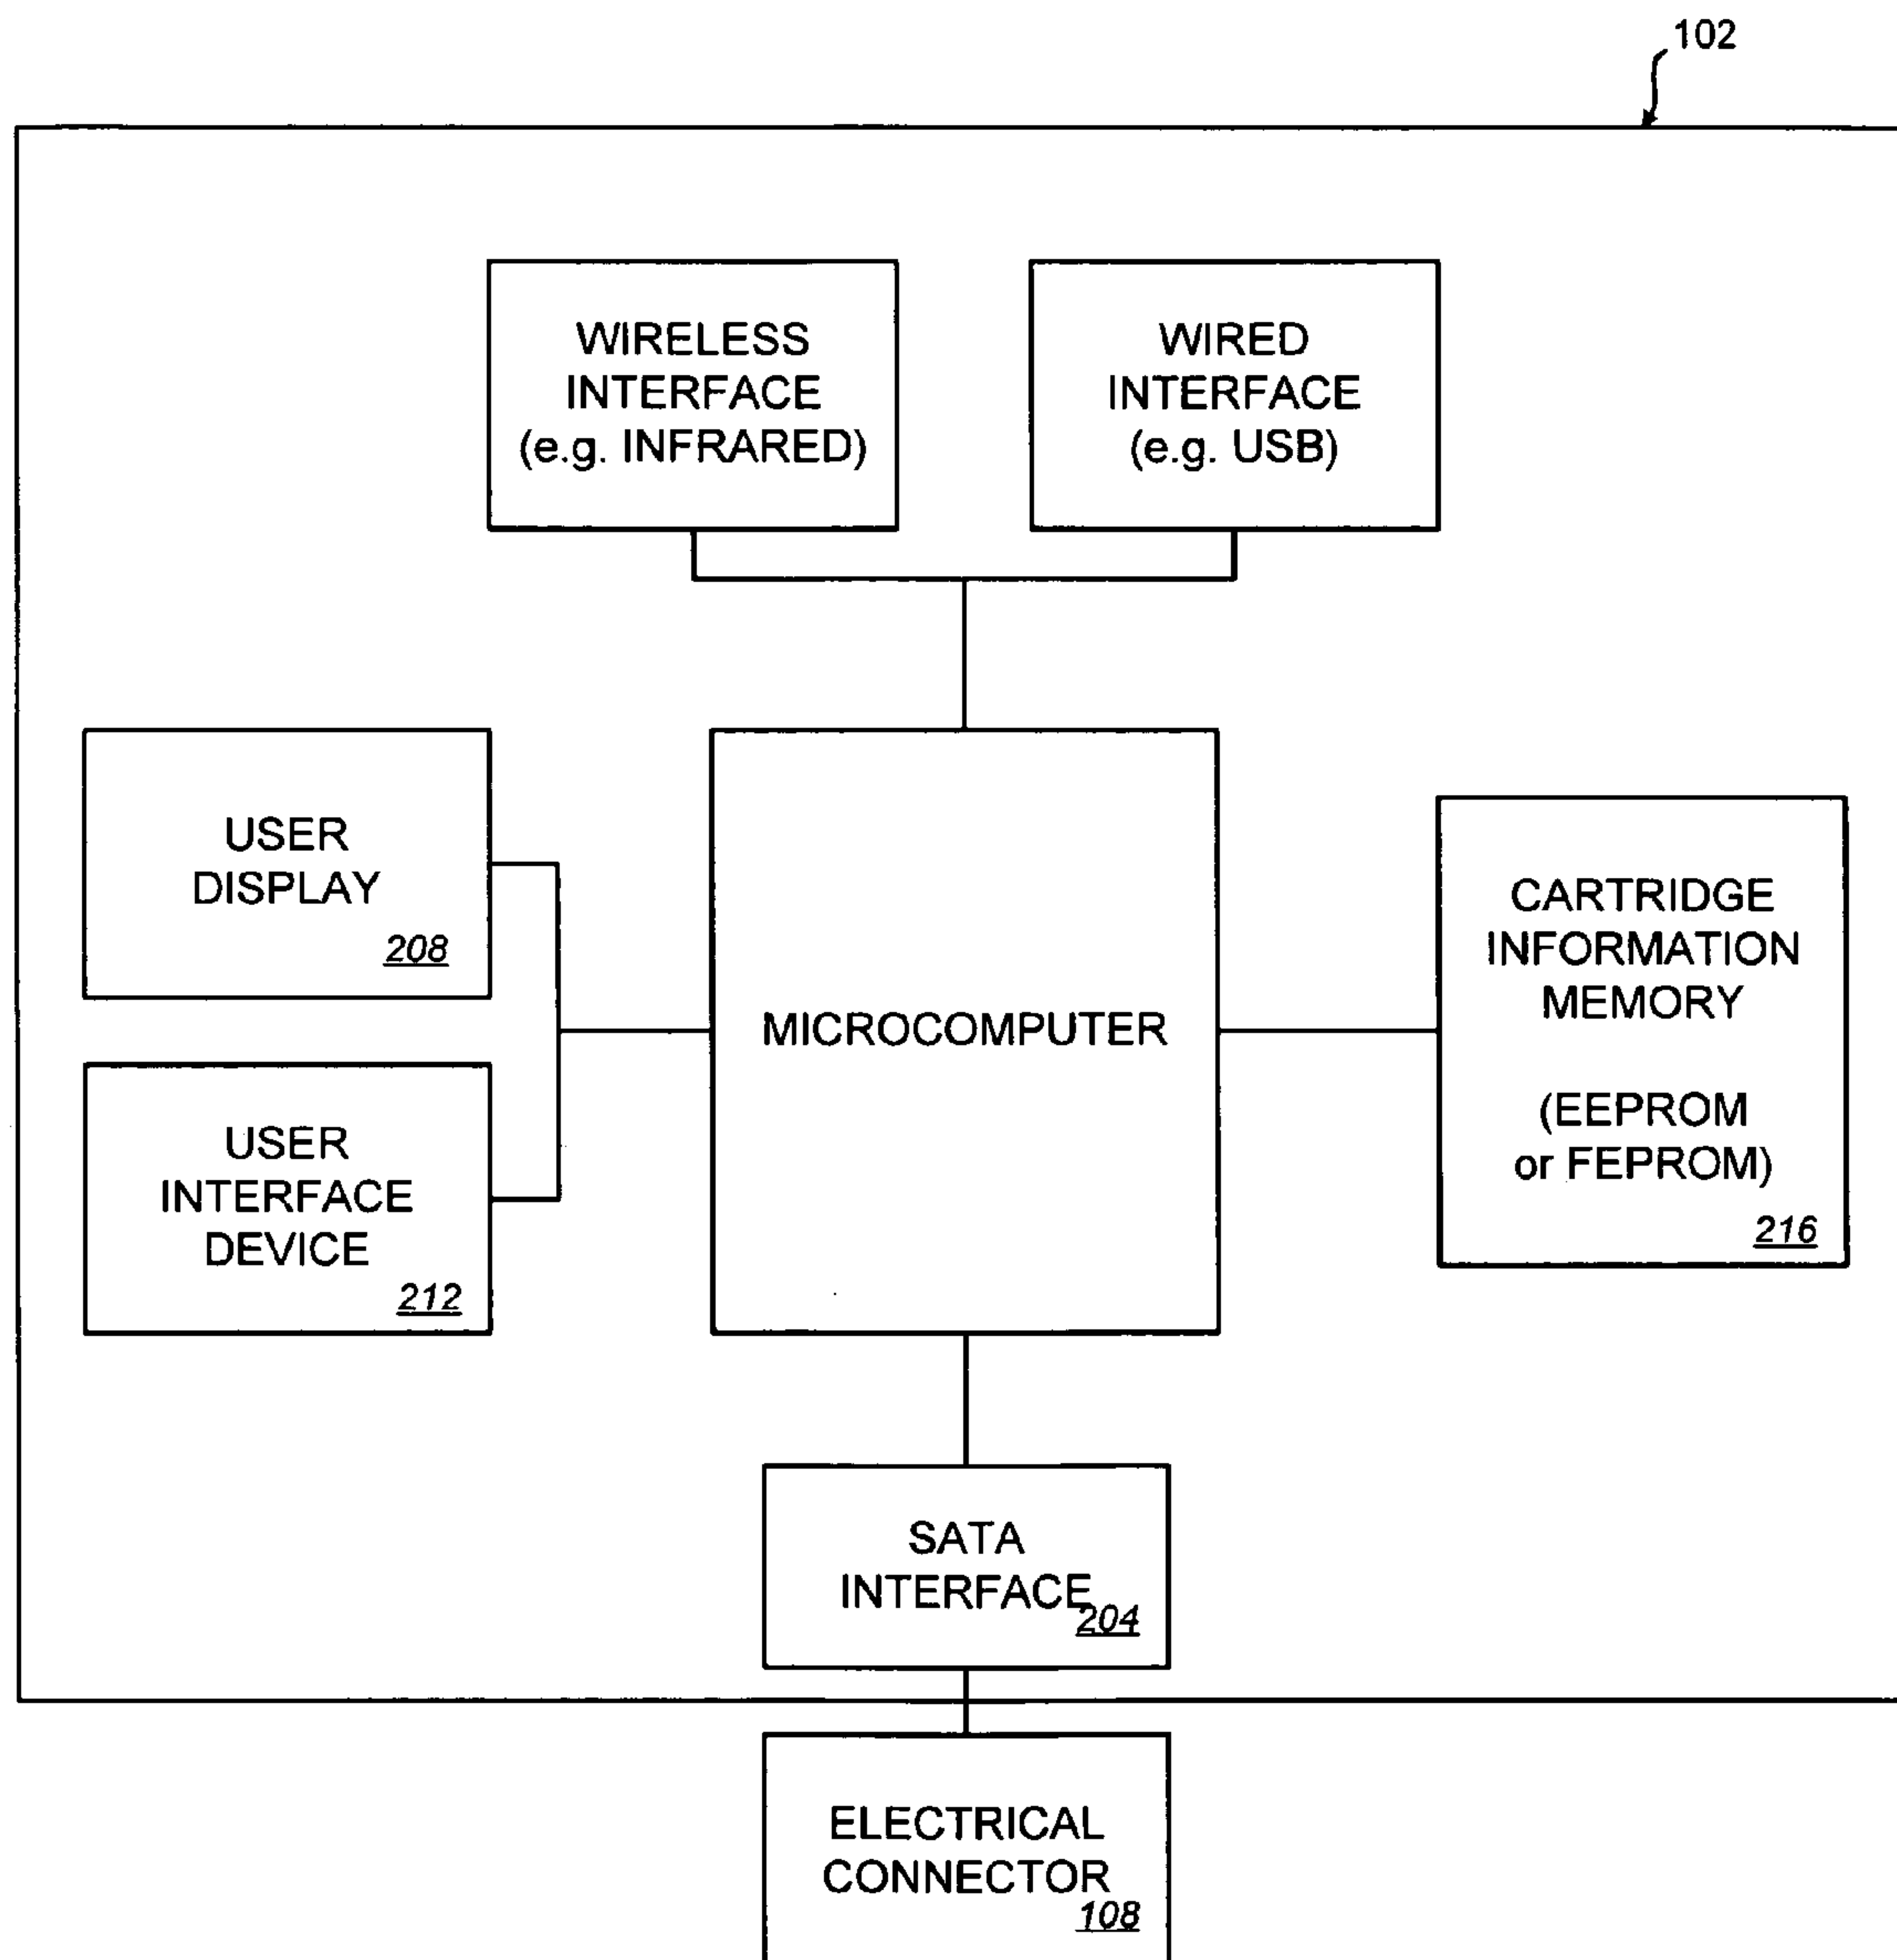 102
WIRELESS
INTERFACE
(e.g. INFRARED)
WIRED
INTERFACE
(e.g. USB)
USER
DISPLAY
208
USER
INTERFACE
DEVICE
212
MICROCOMPUTER
CARTRIDGE
INFORMATION
MEMORY
(EEPROM
or FEPROM)
216
SATA
INTERFACE
204
ELECTRICAL
CONNECTOR
108